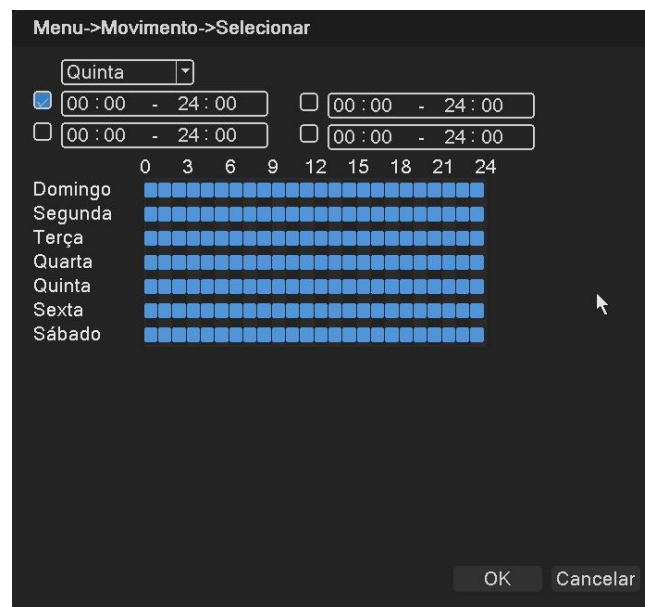 Menu->Movimento->Selecionar
Quinta
00:00 - 24:00 00:00 - 24:00
00:00 - 24:00 00:00 - 24:00
0 3 6 9 12 15 18 21 24
Domingo
Segunda
Terça
Quarta
Quinta
Sexta
Sábado
OK Cancelar